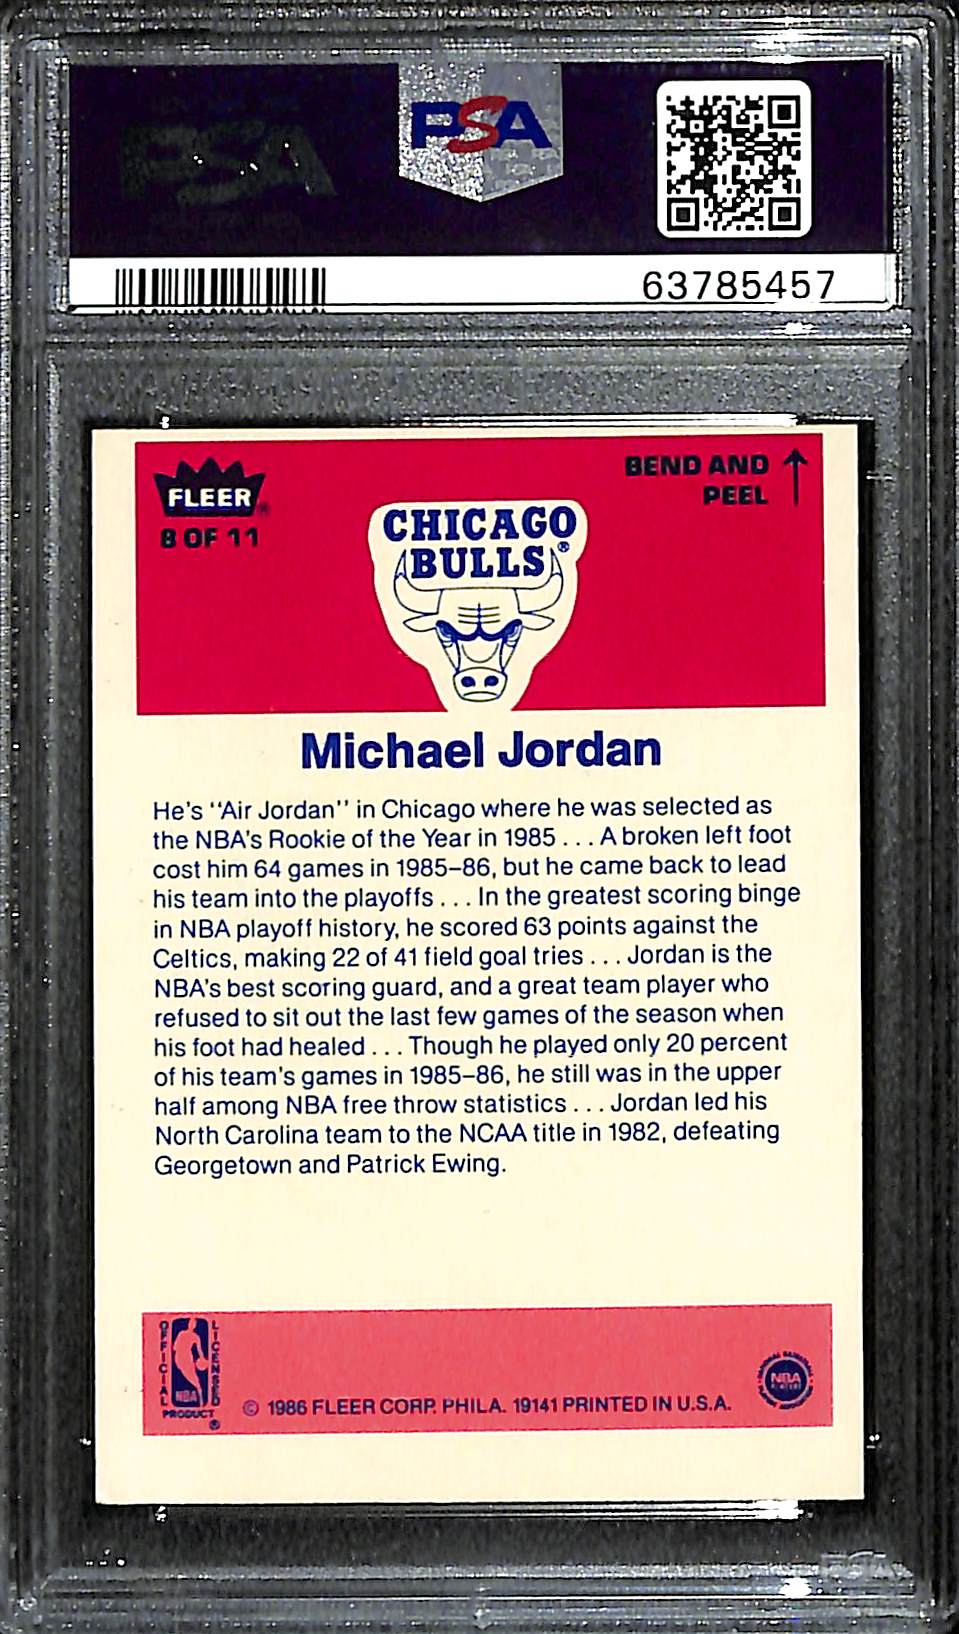 PSA
PSA
63785457
FLEER®
8 OF 11
BEND AND
PEEL
CHICAGO
BULLS®
Michael Jordan
He's ''Air Jordan'' in Chicago where he was selected as
the NBA's Rookie of the Year in 1985 . . . A broken left foot
cost him 64 games in 1985–86, but he came back to lead
his team into the playoffs . . . In the greatest scoring binge
in NBA playoff history, he scored 63 points against the
Celtics, making 22 of 41 field goal tries . . . Jordan is the
NBA's best scoring guard, and a great team player who
refused to sit out the last few games of the season when
his foot had healed . . . Though he played only 20 percent
of his team's games in 1985–86, he still was in the upper
half among NBA free throw statistics . . . Jordan led his
North Carolina team to the NCAA title in 1982, defeating
Georgetown and Patrick Ewing.
OFFICIAL
LICENSED
NBA
PRODUCT
®
© 1986 FLEER CORP. PHILA. 19141 PRINTED IN U.S.A.
NBA
PSA